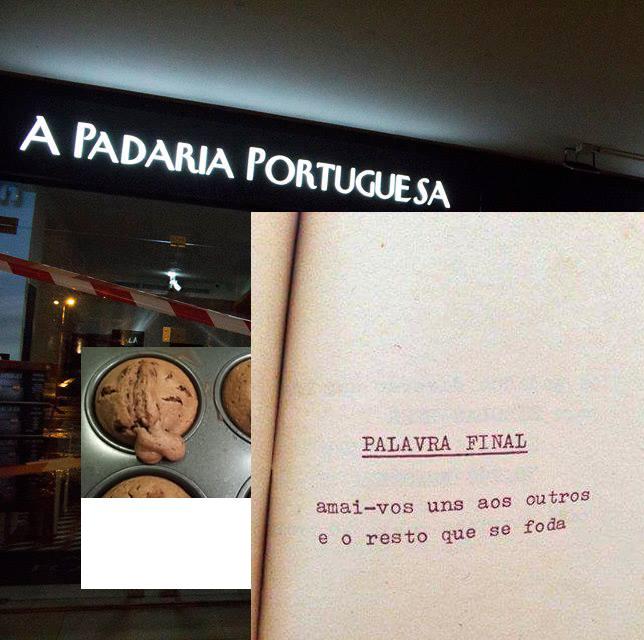 A PADARIA PORTUGUESA
PALAVRA FINAL
amai-vos uns aos outros
e o resto que se foda